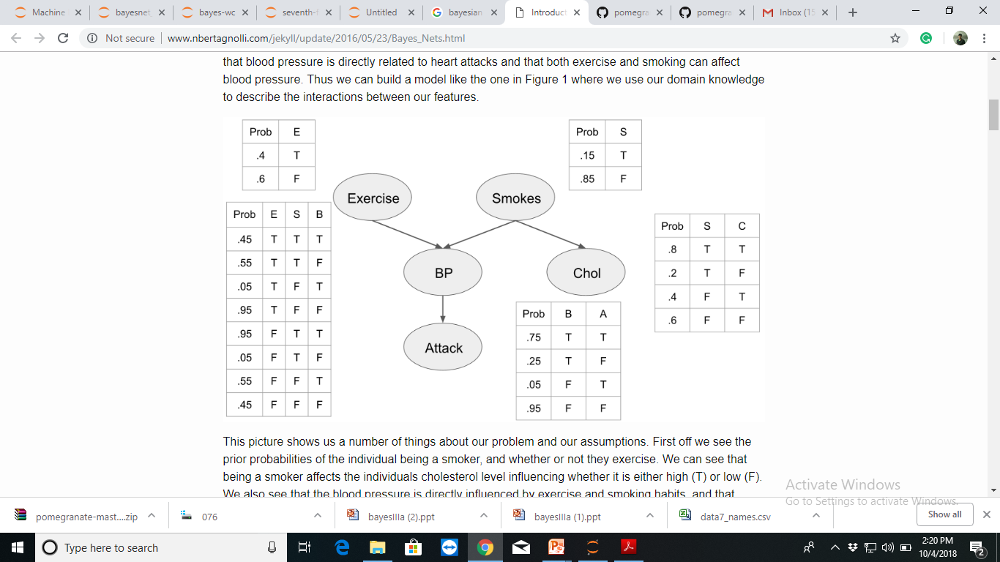 Machine
bayesnet
bayes-wc
seventh-f
Untitled
bayesian
Introduct
pomegra
pomegra
Inbox (15
Not secure | www.nbertagnolli.com/jekyll/update/2016/05/23/Bayes_Nets.html
that blood pressure is directly related to heart attacks and that both exercise and smoking can affect
blood pressure. Thus we can build a model like the one in Figure 1 where we use our domain knowledge
to describe the interactions between our features.
Prob E
.4 T
.6 F
Prob S
.15 T
.85 F
Exercise
Smokes
Prob E S B
.45 T T T
.55 T T F
.05 T F T
.95 T F F
.95 F T T
.05 F T F
.55 F F T
.45 F F F
Prob S C
.8 T T
.2 T F
.4 F T
.6 F F
BP
Chol
Attack
Prob B A
.75 T T
.25 T F
.05 F T
.95 F F
This picture shows us a number of things about our problem and our assumptions. First off we see the
prior probabilities of the individual being a smoker, and whether or not they exercise. We can see that
being a smoker affects the individuals cholesterol level influencing whether it is either high (T) or low (F).
We also see that the blood pressure is directly influenced by exercise and smoking habits, and that
Activate Windows
Go to Settings to activate Windows.
pomegranate-mast....zip
076
bayesIIIa (2).ppt
bayesIIIa (1).ppt
data7_names.csv
Show all
Type here to search
2:20 PM
10/4/2018
2